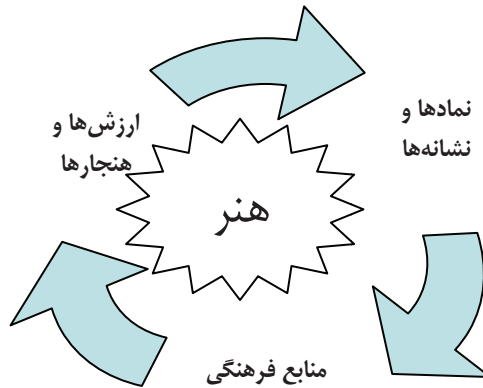 نمادها و
نشانه‌ها
ارزش‌ها و
هنجارها
هنر
منابع فرهنگی